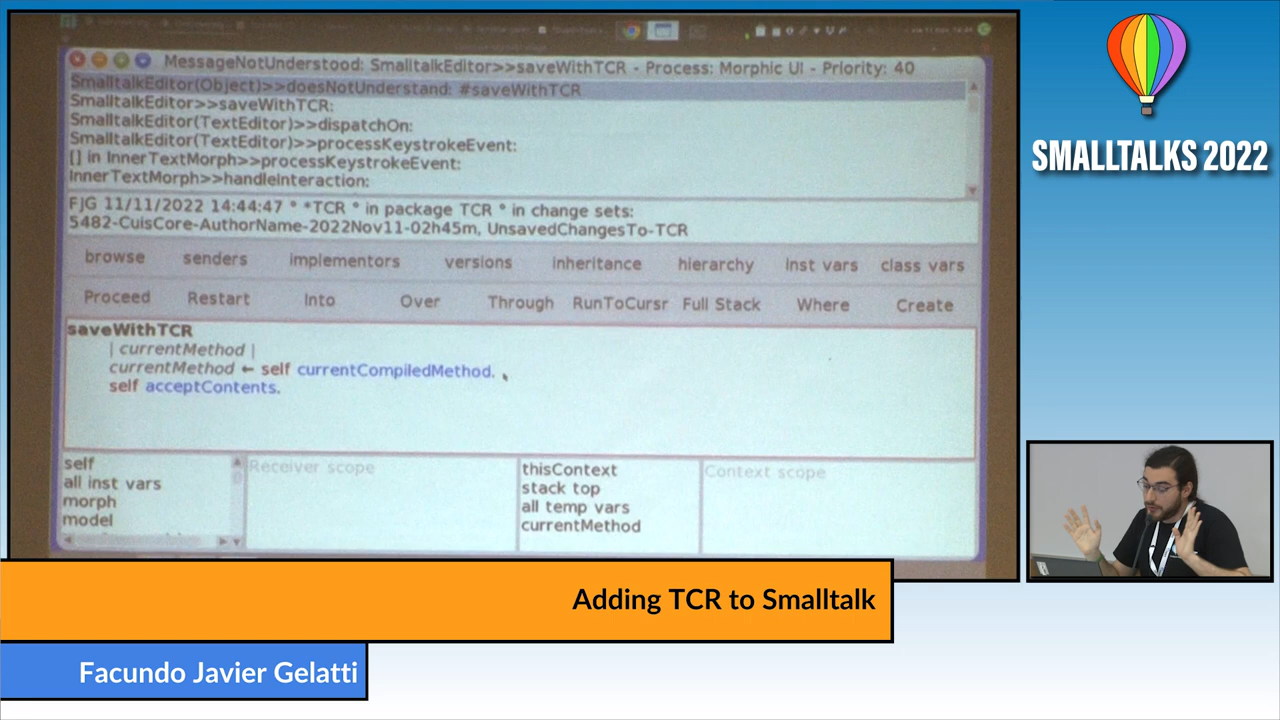 MessageNotUnderstood: SmalltalkEditor>>saveWithTCR - Process: Morphic UI - Priority: 40
SmalltalkEditor(Object)>>doesNotUnderstand: #saveWithTCR
SmalltalkEditor>>saveWithTCR:
SmalltalkEditor(TextEditor)>>dispatchOn:
SmalltalkEditor(TextEditor)>>processKeystrokeEvent:
[] in InnerTextMorph>>processKeystrokeEvent:
InnerTextMorph>>handleInteraction:
FJG 11/11/2022 14:44:47 ° *TCR ° in package TCR ° in change sets:
5482-CuisCore-AuthorName-2022Nov11-02h45m, UnsavedChangesTo-TCR
browse senders implementors versions inheritance hierarchy inst vars class vars
Proceed Restart Into Over Through RunToCursr Full Stack Where Create
saveWithTCR
| currentMethod |
currentMethod ← self currentCompiledMethod.
self acceptContents.
self
all inst vars
morph
model
Receiver scope
thisContext
stack top
all temp vars
currentMethod
Context scope
SMALLTALKS 2022
Adding TCR to Smalltalk
Facundo Javier Gelatti